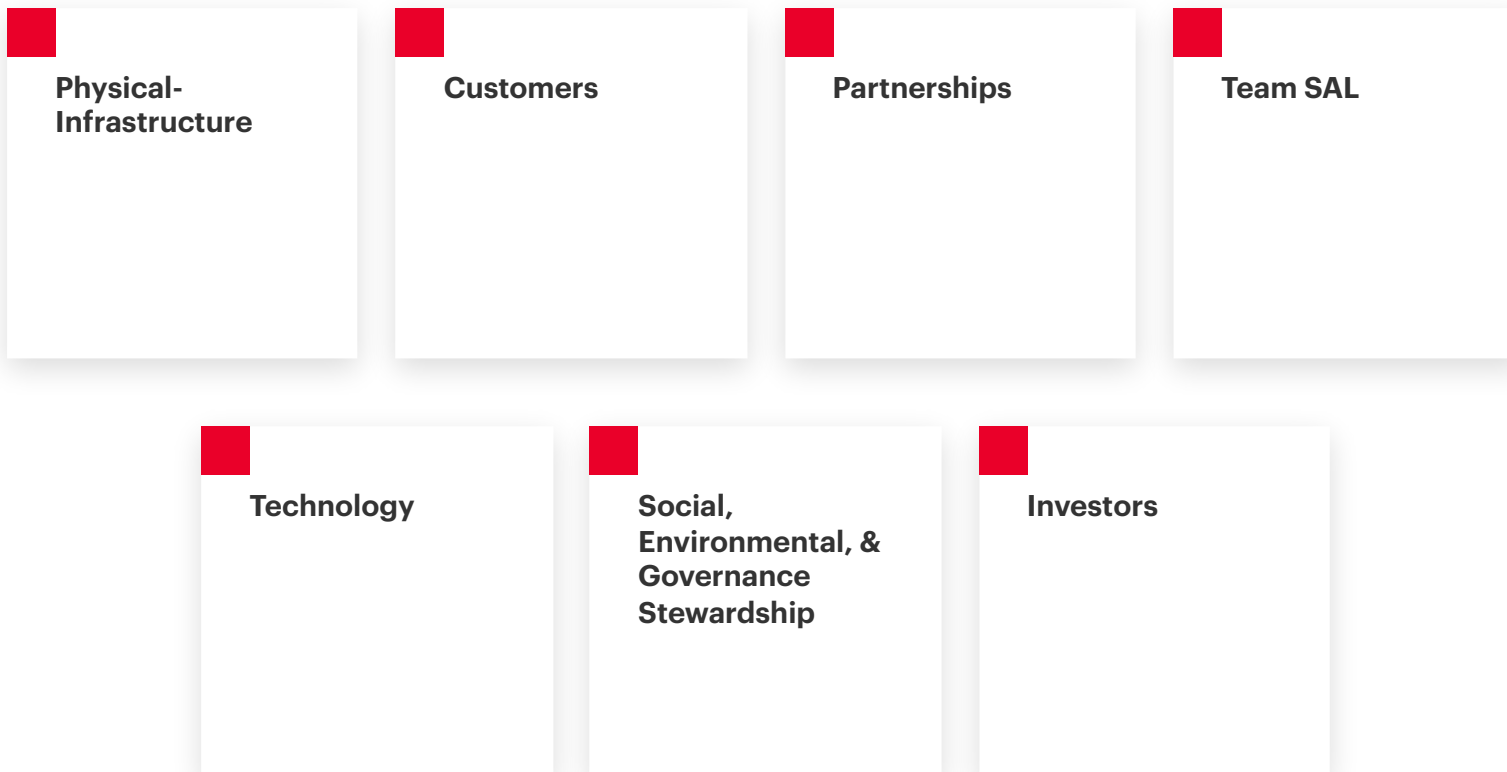 Physical-
Infrastructure
Customers
Partnerships
Team SAL
Technology
Social,
Environmental, &
Governance
Stewardship
Investors